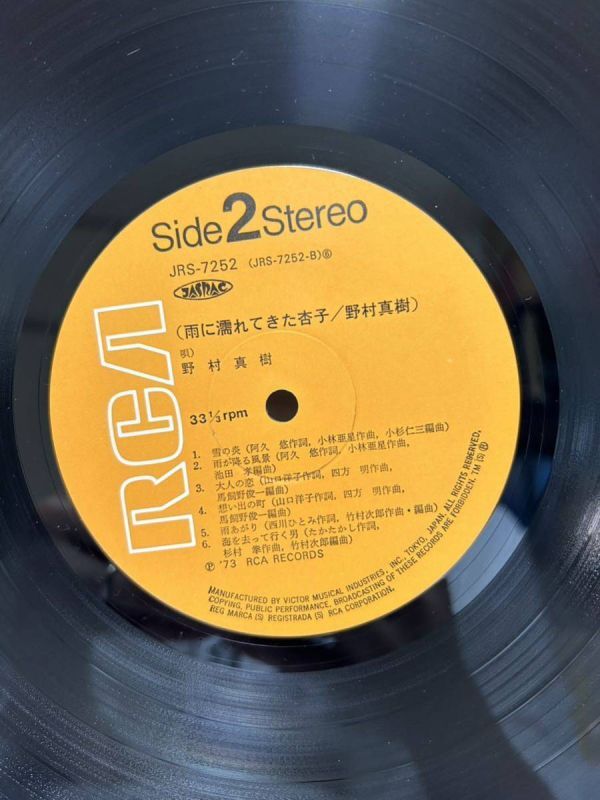 Side 2 Stereo
JRS-7252 (JRS-7252-B)⑥
JASRAC
RCA
(雨に濡れてきた杏子/野村真樹)
唄)
野村真樹
33⅓rpm
1. 雪の炎(阿久 悠作詞, 小林亜星作曲, 小杉仁三編曲)
2. 雨が降る風景(阿久 悠作詞, 小林亜星作曲,
池田 孝編曲)
3. 大人の恋(山口洋子作詞, 四方 明作曲,
馬飼野俊一編曲)
4. 想い出の町(山口洋子作詞, 四方 明作曲,
馬飼野俊一編曲)
5. 雨あがり(西川ひとみ作詞, 竹村次郎作曲・編曲)
6. 海を去って行く男(たかたかし作詞,
杉村 孝作曲, 竹村次郎編曲)
Ⓟ '73 RCA RECORDS
MANUFACTURED BY VICTOR MUSICAL INDUSTRIES, INC. TOKYO, JAPAN. ALL RIGHTS RESERVED.
COPYING, PUBLIC PERFORMANCE, BROADCASTING OF THESE RECORDS ARE FORBIDDEN. TM (S) Ⓡ
REG MARCA (S) REGISTRADA (S) RCA CORPORATION.